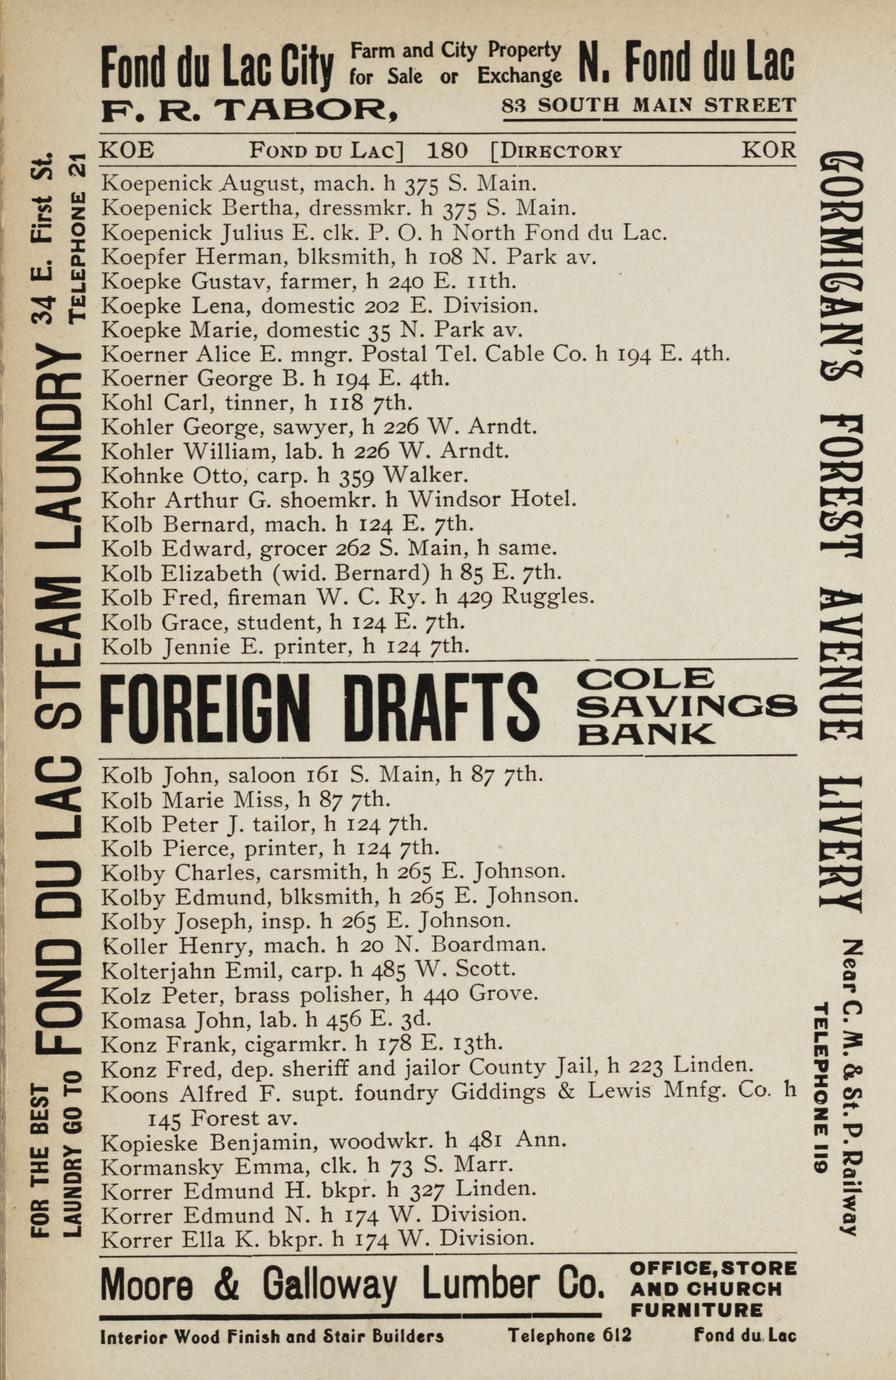 Fond du Lac City Farm and City Property for Sale or Exchange N. Fond du Lac
F. R. TABOR, 83 SOUTH MAIN STREET
KOE FOND DU LAC] 180 [DIRECTORY KOR
Koepenick August, mach. h 375 S. Main.
Koepenick Bertha, dressmkr. h 375 S. Main.
Koepenick Julius E. clk. P. O. h North Fond du Lac.
Koepfer Herman, blksmith, h 108 N. Park av.
Koepke Gustav, farmer, h 240 E. 11th.
Koepke Lena, domestic 202 E. Division.
Koepke Marie, domestic 35 N. Park av.
Koerner Alice E. mngr. Postal Tel. Cable Co. h 194 E. 4th.
Koerner George B. h 194 E. 4th.
Kohl Carl, tinner, h 118 7th.
Kohler George, sawyer, h 226 W. Arndt.
Kohler William, lab. h 226 W. Arndt.
Kohnke Otto, carp. h 359 Walker.
Kohr Arthur G. shoemkr. h Windsor Hotel.
Kolb Bernard, mach. h 124 E. 7th.
Kolb Edward, grocer 262 S. Main, h same.
Kolb Elizabeth (wid. Bernard) h 85 E. 7th.
Kolb Fred, fireman W. C. Ry. h 429 Ruggles.
Kolb Grace, student, h 124 E. 7th.
Kolb Jennie E. printer, h 124 7th.
FOREIGN DRAFTS COLE SAVINGS BANK
Kolb John, saloon 161 S. Main, h 87 7th.
Kolb Marie Miss, h 87 7th.
Kolb Peter J. tailor, h 124 7th.
Kolb Pierce, printer, h 124 7th.
Kolby Charles, carsmith, h 265 E. Johnson.
Kolby Edmund, blksmith, h 265 E. Johnson.
Kolby Joseph, insp. h 265 E. Johnson.
Koller Henry, mach. h 20 N. Boardman.
Kolterjahn Emil, carp. h 485 W. Scott.
Kolz Peter, brass polisher, h 440 Grove.
Komasa John, lab. h 456 E. 3d.
Konz Frank, cigarmkr. h 178 E. 13th.
Konz Fred, dep. sheriff and jailor County Jail, h 223 Linden.
Koons Alfred F. supt. foundry Giddings & Lewis Mnfg. Co. h
145 Forest av.
Kopieske Benjamin, woodwkr. h 481 Ann.
Kormansky Emma, clk. h 73 S. Marr.
Korrer Edmund H. bkpr. h 327 Linden.
Korrer Edmund N. h 174 W. Division.
Korrer Ella K. bkpr. h 174 W. Division.
Moore & Galloway Lumber Co. OFFICE, STORE AND CHURCH FURNITURE
Interior Wood Finish and Stair Builders Telephone 612 Fond du Lac
FOR THE BEST LAUNDRY GO TO FOND DU LAC STEAM LAUNDRY 34 E. First St. TELEPHONE 21
GORMICAN'S FOREST AVENUE LIVERY Near C. M. & St. P. Railway TELEPHONE 119